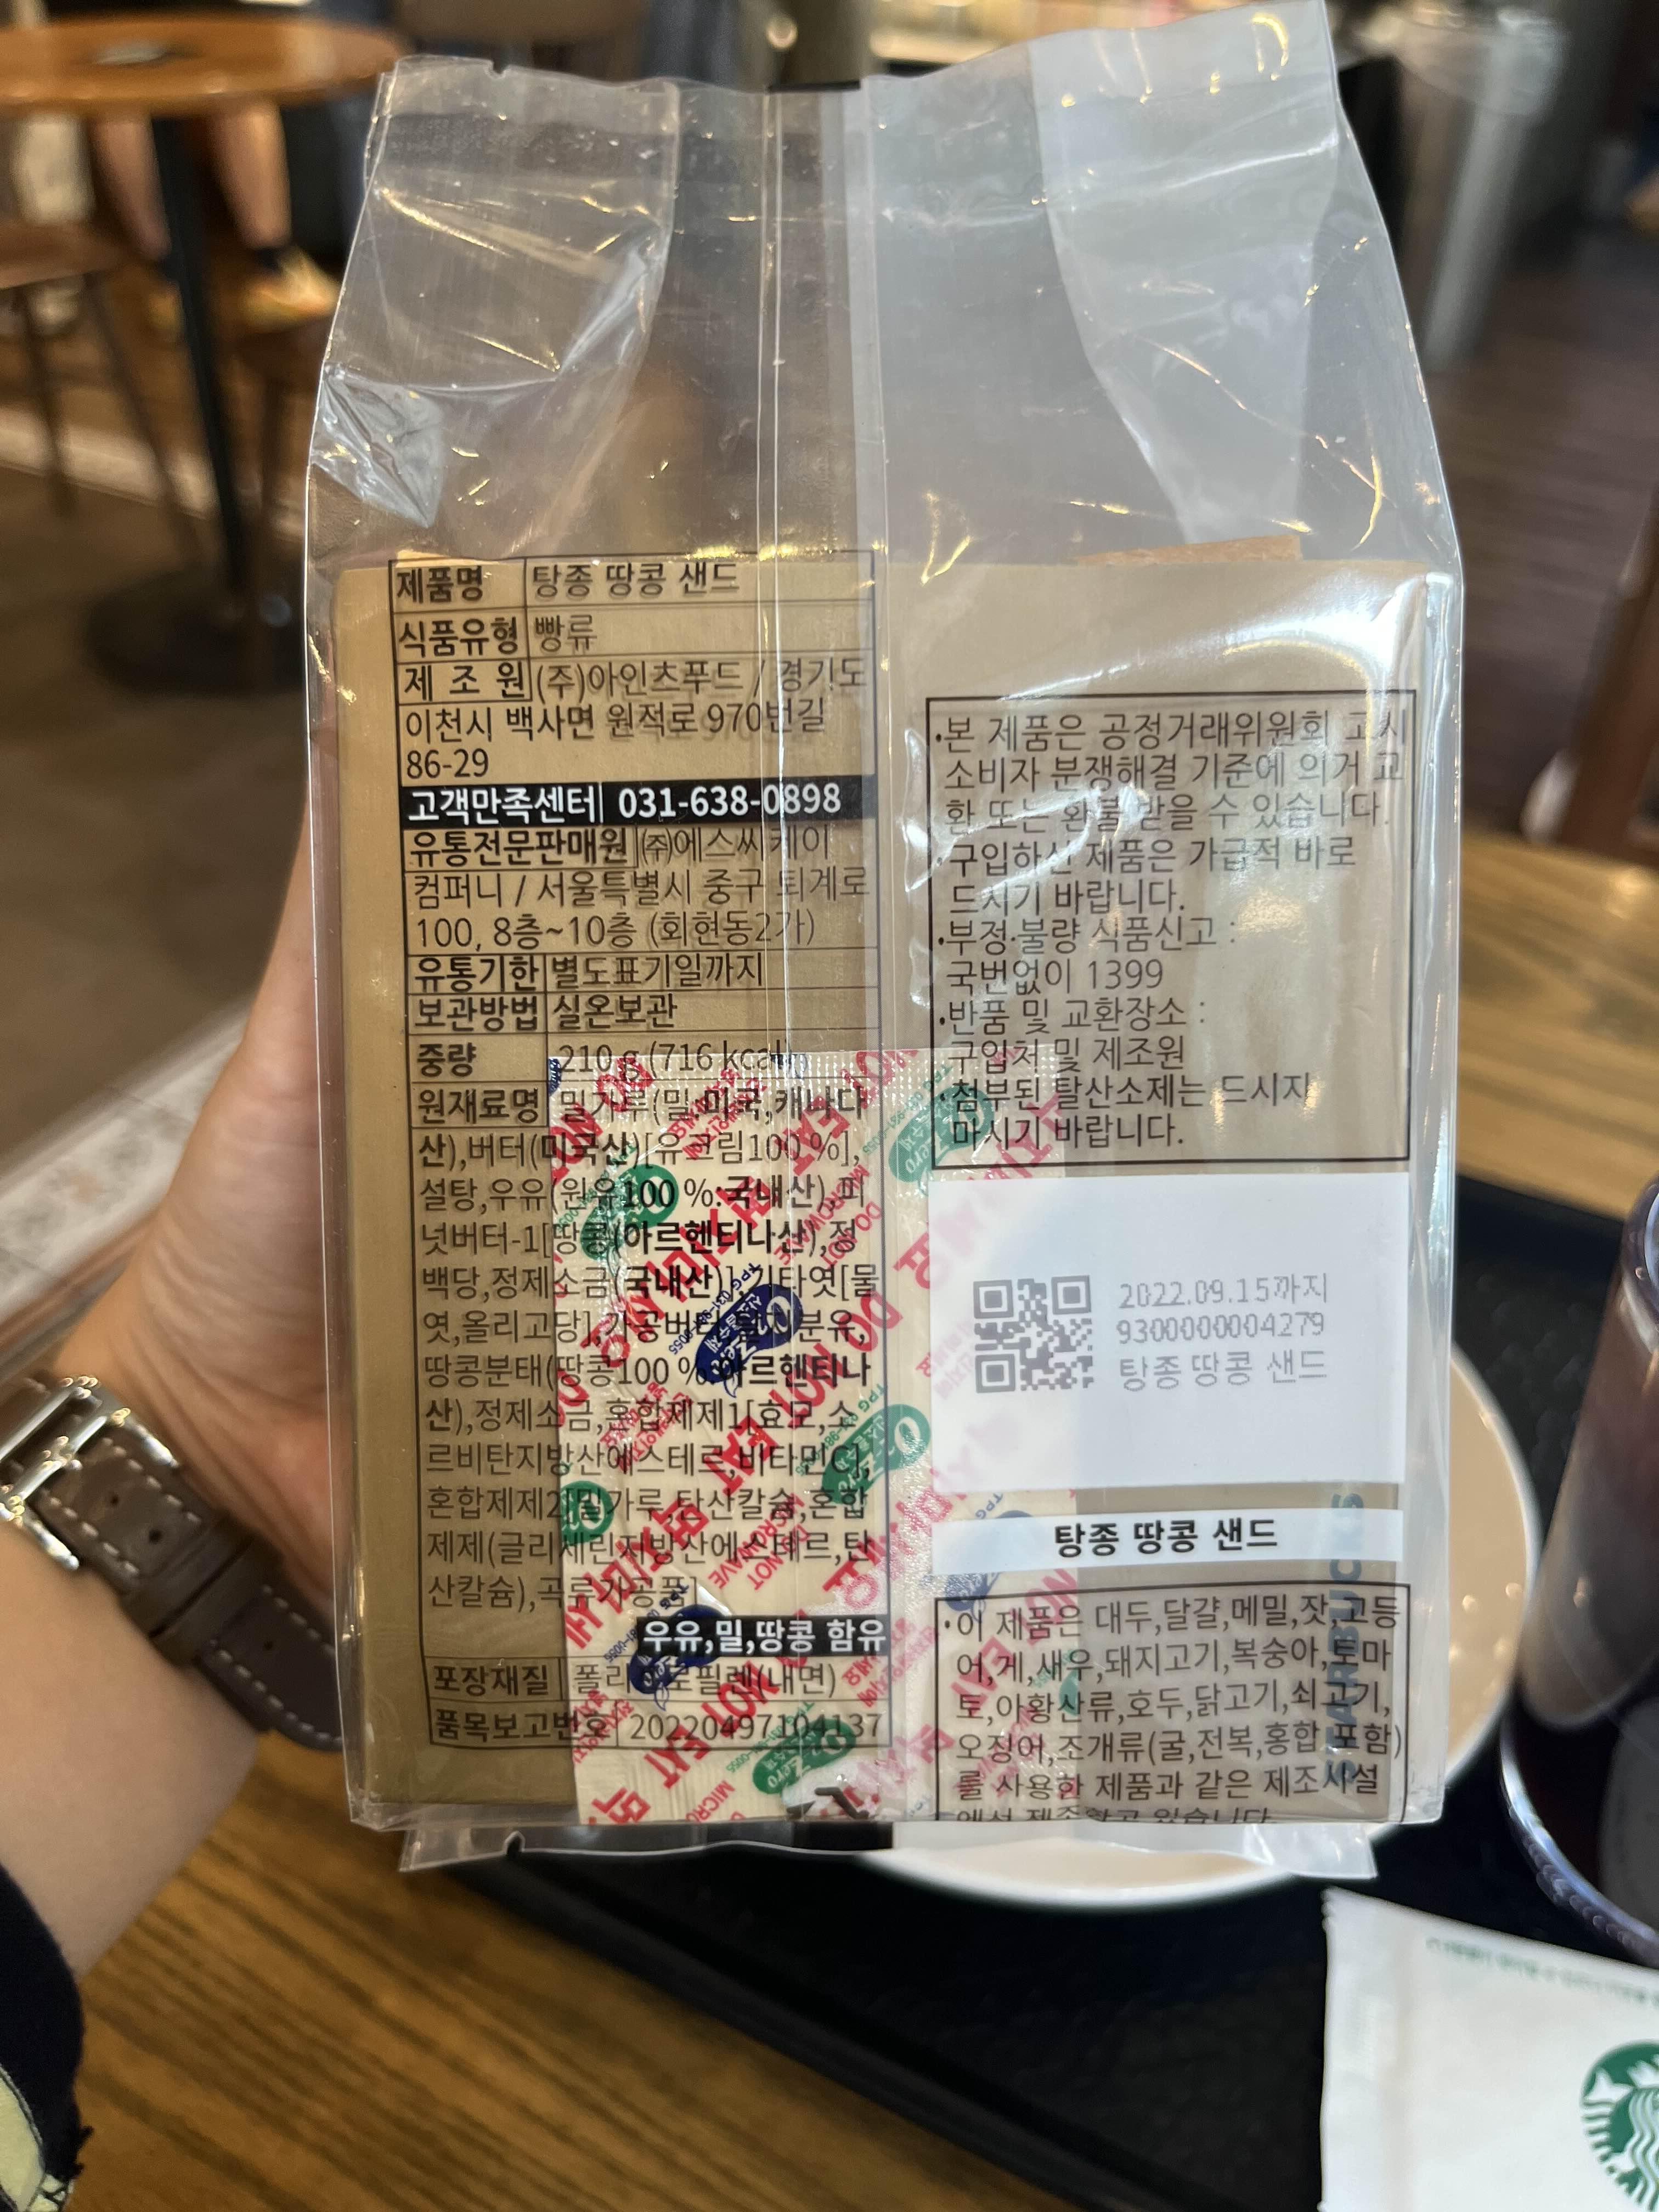 제품명 탕종 땅콩 샌드
식품유형 빵류
제 조 원 (주)아인츠푸드 / 경기도
이천시 백사면 원적로 970번길
86-29
고객만족센터 031-638-0898
유통전문판매원 ㈜에스씨케이
컴퍼니 / 서울특별시 중구 퇴계로
100, 8층~10층 (회현동2가)
유통기한 별도표기일까지
보관방법 실온보관
중량 210 g (716 kcal)
원재료명 밀가루(밀:미국,캐나다
산),버터(미국산)[유크림100 %],
설탕,우유(원유100 %:국내산),피
넛버터-1[땅콩(아르헨티나산),정
백당,정제소금(국내산)],기타엿[물
엿,올리고당],가공버터,탈지분유,
땅콩분태(땅콩100 %:아르헨티나
산),정제소금,혼합제제1[효모,소
르비탄지방산에스테르,비타민C],
혼합제제2[밀가루,탄산칼슘,혼합
제제(글리세린지방산에스테르,탄
산칼슘),곡류가공품]
우유,밀,땅콩 함유
포장재질 폴리프로필렌(내면)
품목보고번호 20220497104137
•본 제품은 공정거래위원회 고시
소비자 분쟁해결 기준에 의거 교
환 또는 환불 받을 수 있습니다.
•구입하신 제품은 가급적 바로
드시기 바랍니다.
•부정·불량 식품신고 :
국번없이 1399
•반품 및 교환장소 :
구입처 및 제조원
•첨부된 탈산소제는 드시지
마시기 바랍니다.
2022.09.15까지
9300000004279
탕종 땅콩 샌드
탕종 땅콩 샌드
•이 제품은 대두,달걀,메밀,잣,고등
어,게,새우,돼지고기,복숭아,토마
토,아황산류,호두,닭고기,쇠고기,
오징어,조개류(굴,전복,홍합 포함)
를 사용한 제품과 같은 제조시설
에서 제조하고 있습니다.
STARBUCKS
DO NOT EAT 먹지마세요
DO NOT
MICROWAVE